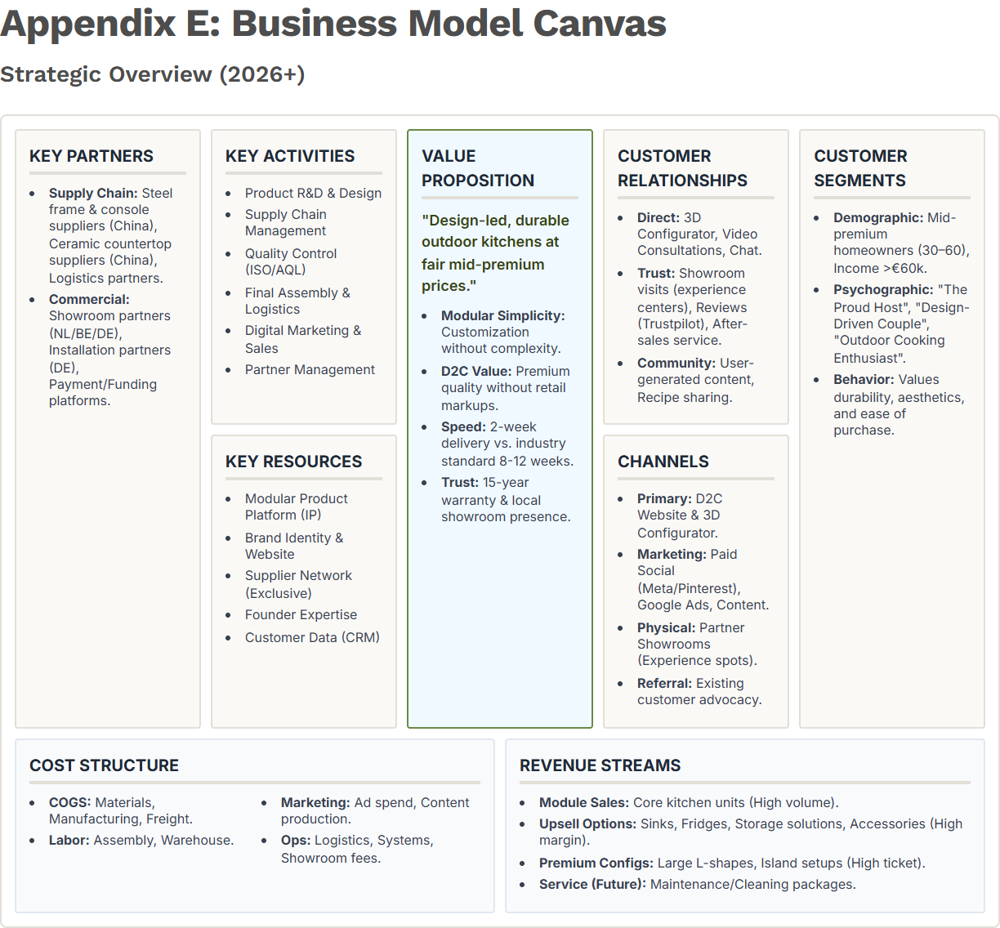 Appendix E: Business Model Canvas
Strategic Overview (2026+)
KEY PARTNERS
• Supply Chain: Steel
frame & console
suppliers (China),
Ceramic countertop
suppliers (China),
Logistics partners.
• Commercial:
Showroom partners
(NL/BE/DE),
Installation partners
(DE),
Payment/Funding
platforms.
KEY ACTIVITIES
• Product R&D & Design
• Supply Chain
Management
• Quality Control
(ISO/AQL)
• Final Assembly &
Logistics
• Digital Marketing &
Sales
• Partner Management
KEY RESOURCES
• Modular Product
Platform (IP)
• Brand Identity &
Website
• Supplier Network
(Exclusive)
• Founder Expertise
• Customer Data (CRM)
VALUE
PROPOSITION
"Design-led, durable
outdoor kitchens at
fair mid-premium
prices."
• Modular Simplicity:
Customization
without complexity.
• D2C Value: Premium
quality without retail
markups.
• Speed: 2-week
delivery vs. industry
standard 8-12 weeks.
• Trust: 15-year
warranty & local
showroom presence.
CUSTOMER
RELATIONSHIPS
• Direct: 3D
Configurator, Video
Consultations, Chat.
• Trust: Showroom
visits (experience
centers), Reviews
(Trustpilot), After-
sales service.
• Community: User-
generated content,
Recipe sharing.
CHANNELS
• Primary: D2C
Website & 3D
Configurator.
• Marketing: Paid
Social
(Meta/Pinterest),
Google Ads, Content.
• Physical: Partner
Showrooms
(Experience spots).
• Referral: Existing
customer advocacy.
CUSTOMER
SEGMENTS
• Demographic: Mid-
premium
homeowners (30–60),
Income >€60k.
• Psychographic: "The
Proud Host", "Design-
Driven Couple",
"Outdoor Cooking
Enthusiast".
• Behavior: Values
durability, aesthetics,
and ease of
purchase.
COST STRUCTURE
• COGS: Materials,
Manufacturing, Freight.
• Labor: Assembly, Warehouse.
• Marketing: Ad spend, Content
production.
• Ops: Logistics, Systems,
Showroom fees.
REVENUE STREAMS
• Module Sales: Core kitchen units (High volume).
• Upsell Options: Sinks, Fridges, Storage solutions, Accessories (High
margin).
• Premium Configs: Large L-shapes, Island setups (High ticket).
• Service (Future): Maintenance/Cleaning packages.